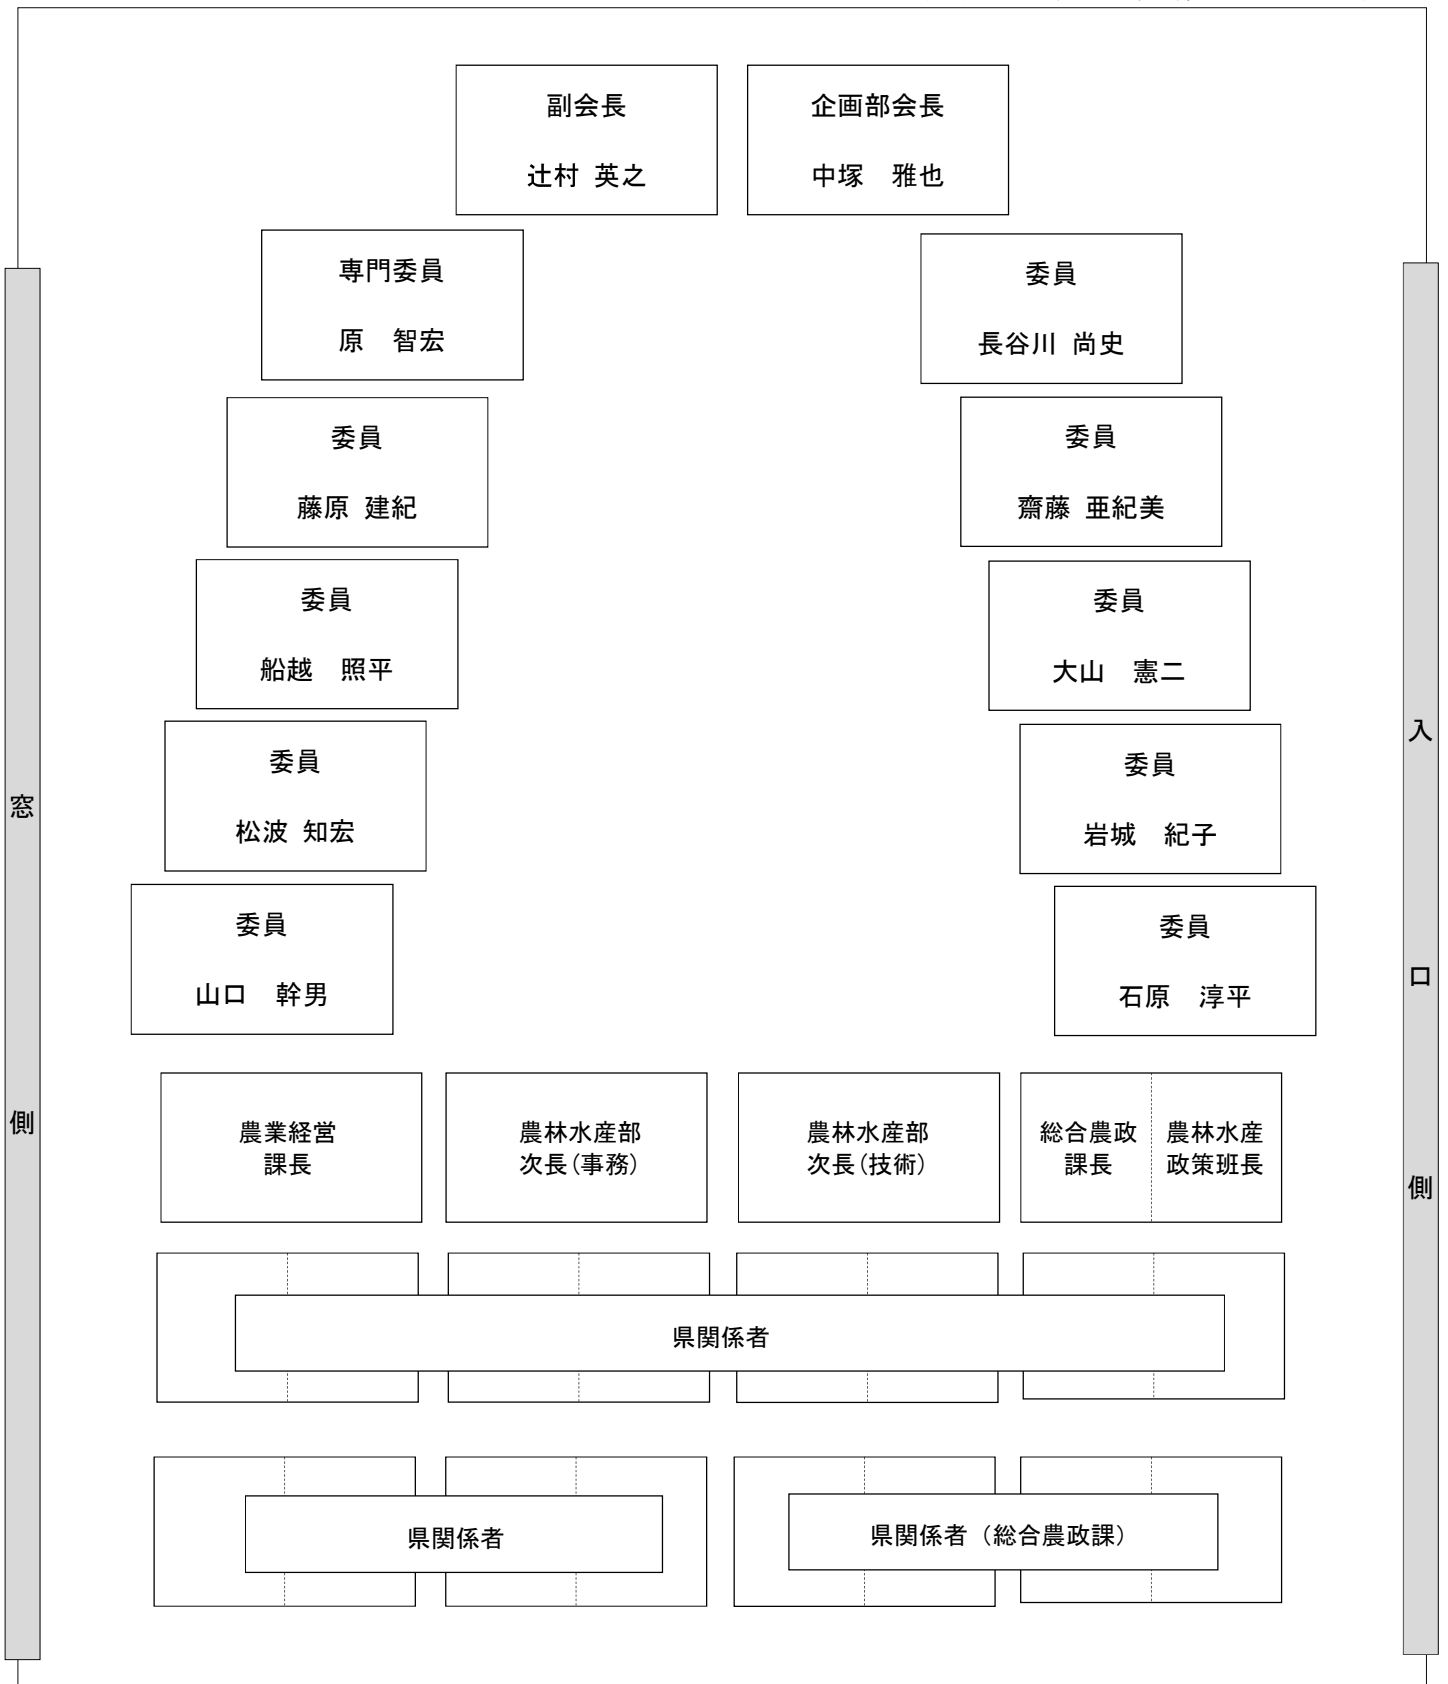 副会長
辻村 英之
企画部会長
中塚　雅也
専門委員
原　智宏
委員
長谷川 尚史
委員
藤原 建紀
委員
齋藤 亜紀美
委員
船越　照平
委員
大山　憲二
委員
松波 知宏
委員
岩城　紀子
委員
山口　幹男
委員
石原　淳平
窓側
入口側
農業経営
課長
農林水産部
次長(事務)
農林水産部
次長(技術)
総合農政
課長
農林水産
政策班長
県関係者
県関係者
県関係者（総合農政課）